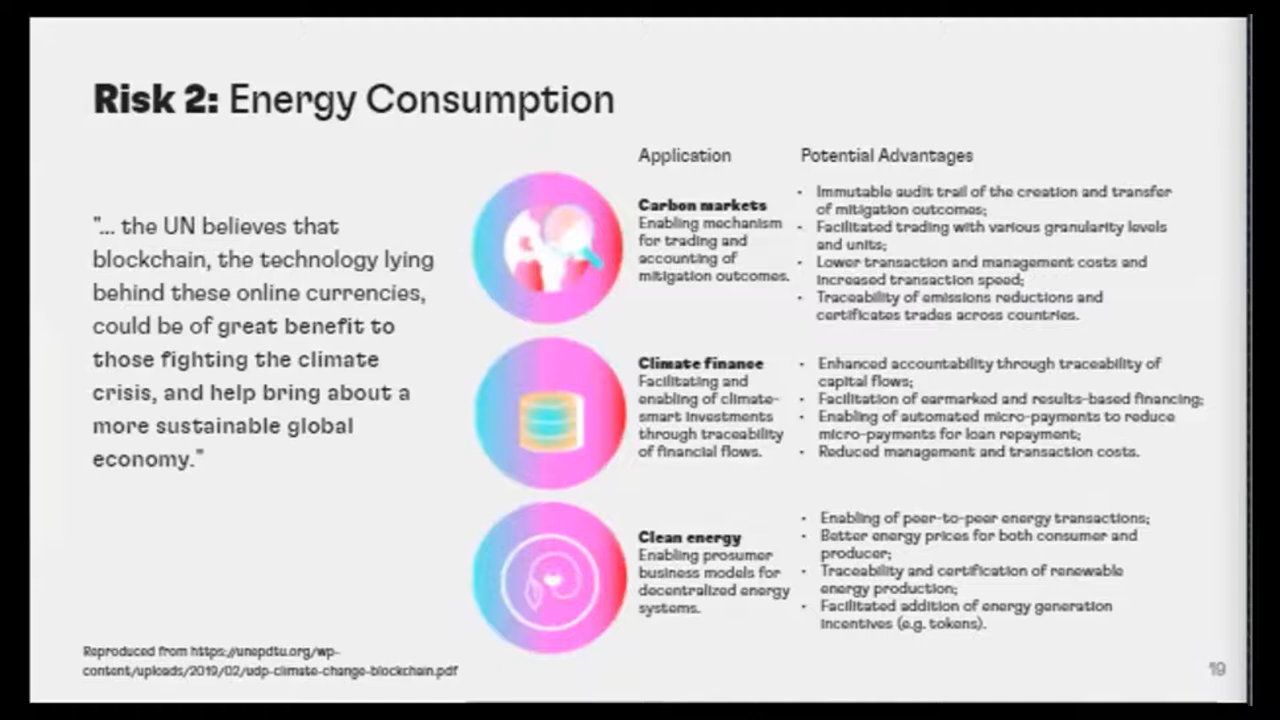 Risk 2: Energy Consumption
"... the UN believes that
blockchain, the technology lying
behind these online currencies,
could be of great benefit to
those fighting the climate
crisis, and help bring about a
more sustainable global
economy."
Application
Potential Advantages
Carbon markets
Enabling mechanism
for trading and
accounting of
mitigation outcomes.
• Immutable audit trail of the creation and transfer
of mitigation outcomes;
• Facilitated trading with various granularity levels
and units;
• Lower transaction and management costs and
increased transaction speed;
• Traceability of emissions reductions and
certificates trades across countries.
Climate finance
Facilitating and
enabling of climate-
smart investments
through traceability
of financial flows.
• Enhanced accountability through traceability of
capital flows;
• Facilitation of earmarked and results-based financing;
• Enabling of automated micro-payments to reduce
micro-payments for loan repayment;
• Reduced management and transaction costs.
Clean energy
Enabling prosumer
business models for
decentralized energy
systems.
• Enabling of peer-to-peer energy transactions;
• Better energy prices for both consumer and
producer;
• Traceability and certification of renewable
energy production;
• Facilitated addition of energy generation
incentives (e.g. tokens).
Reproduced from https://unepdtu.org/wp-
content/uploads/2019/02/udp-climate-change-blockchain.pdf
19